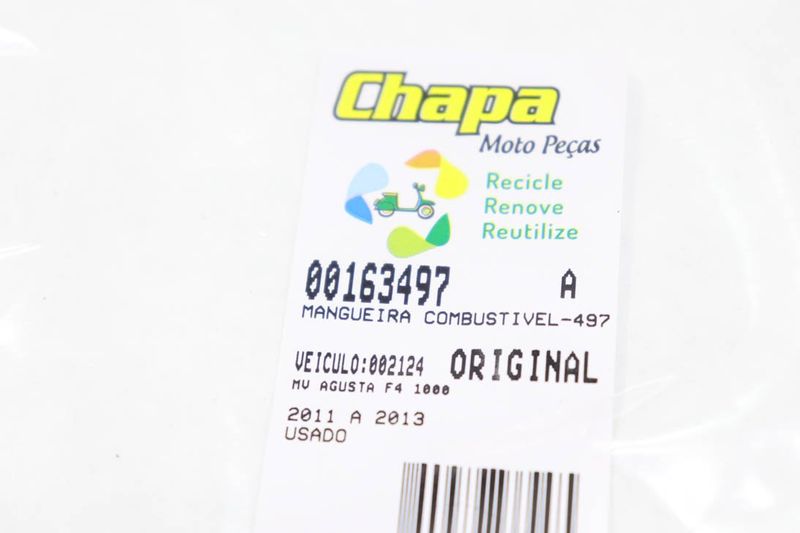 Chapa
Moto Peças
Recicle
Renove
Reutilize
00163497 A
MANGUEIRA COMBUSTIVEL-497
VEICULO:002124 ORIGINAL
MV AGUSTA F4 1000
2011 A 2013
USADO